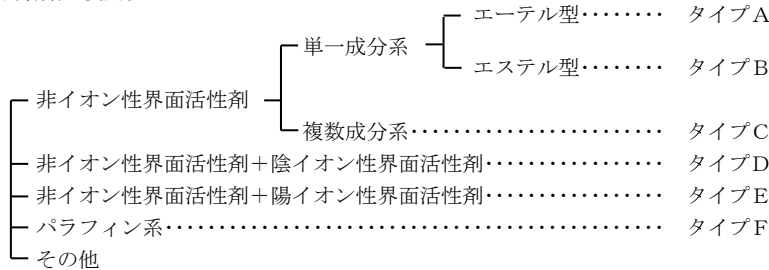 エーテル型‥‥‥‥ タイプA
単一成分系
エステル型‥‥‥‥ タイプB
非イオン性界面活性剤
複数成分系‥‥‥‥‥‥‥‥‥‥‥‥ タイプC
非イオン性界面活性剤＋陰イオン性界面活性剤‥‥‥‥‥‥‥‥ タイプD
非イオン性界面活性剤＋陽イオン性界面活性剤‥‥‥‥‥‥‥‥ タイプE
パラフィン系‥‥‥‥‥‥‥‥‥‥‥‥‥‥‥‥‥‥‥‥‥‥‥ タイプF
その他